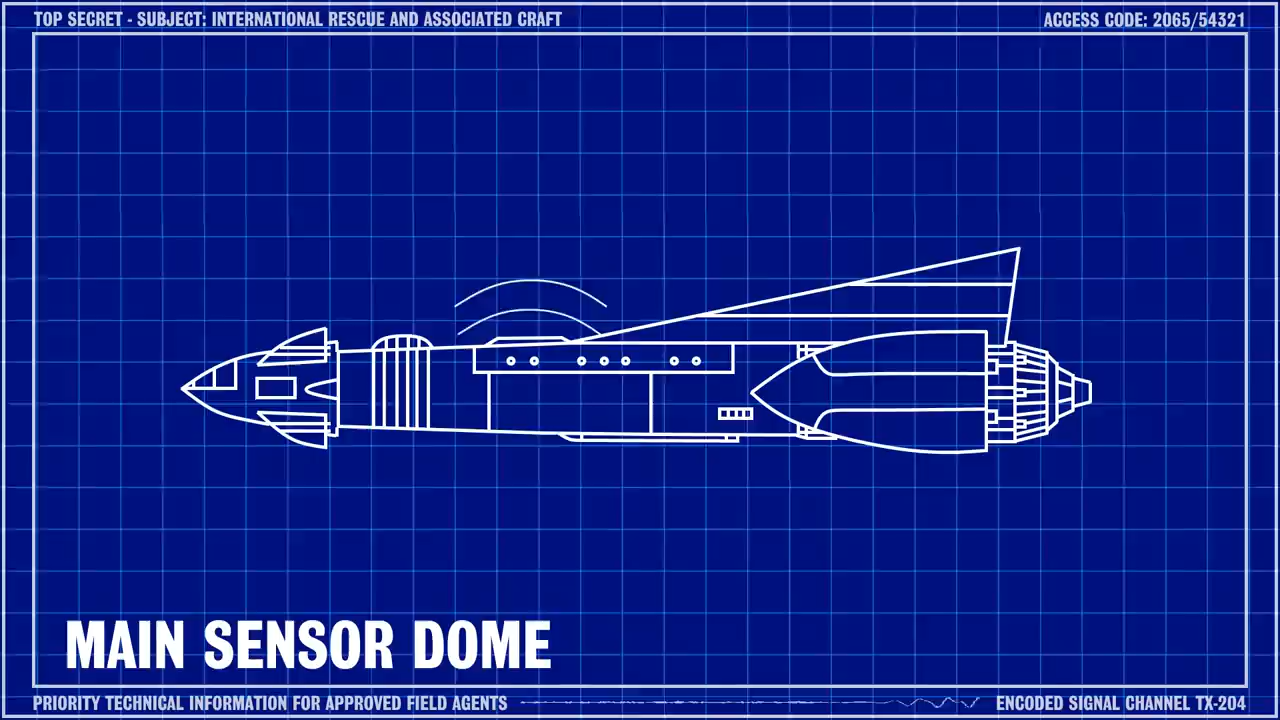 TOP SECRET - SUBJECT: INTERNATIONAL RESCUE AND ASSOCIATED CRAFT
ACCESS CODE: 2065/54321
MAIN SENSOR DOME
PRIORITY TECHNICAL INFORMATION FOR APPROVED FIELD AGENTS
ENCODED SIGNAL CHANNEL TX-204